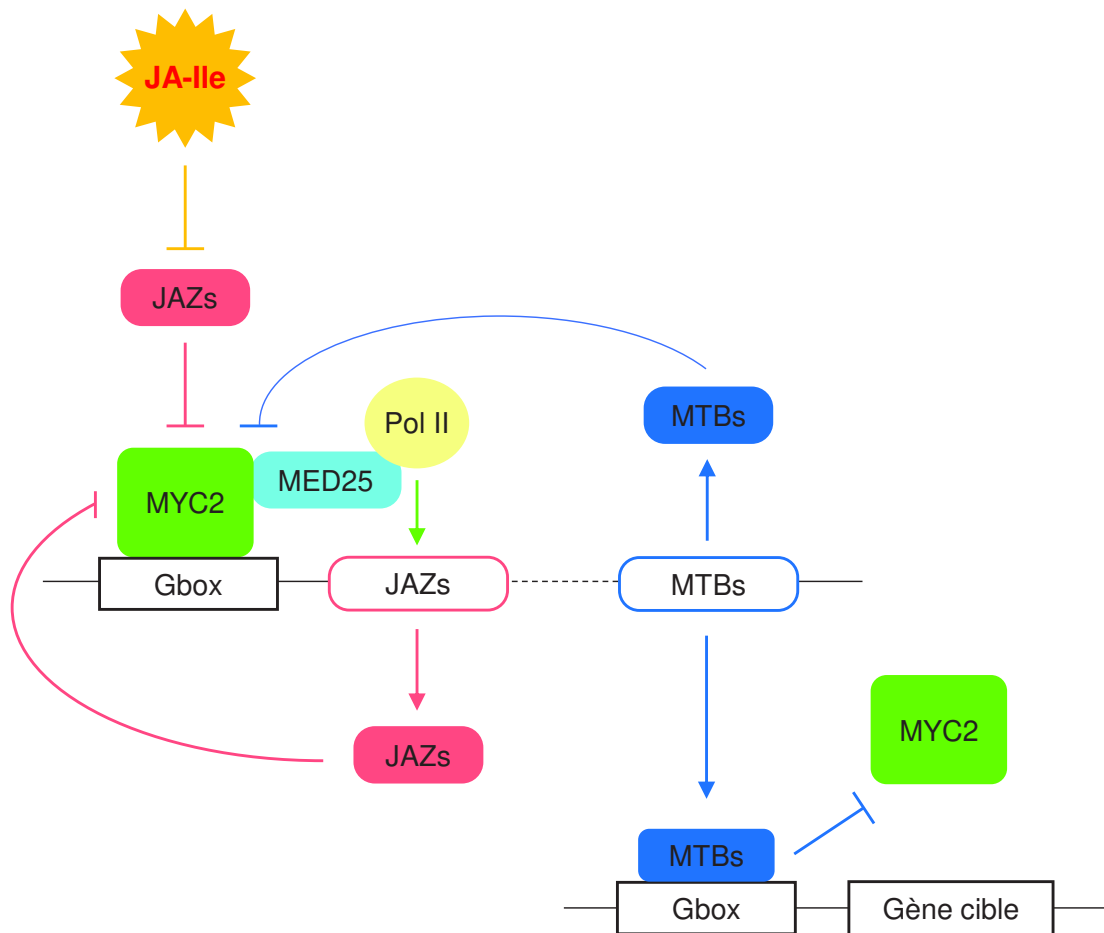 JA-Ile
JAZs
Pol II
MTBs
MYC2
MED25
Gbox
JAZs
MTBs
MYC2
JAZs
MTBs
Gbox
Gène cible